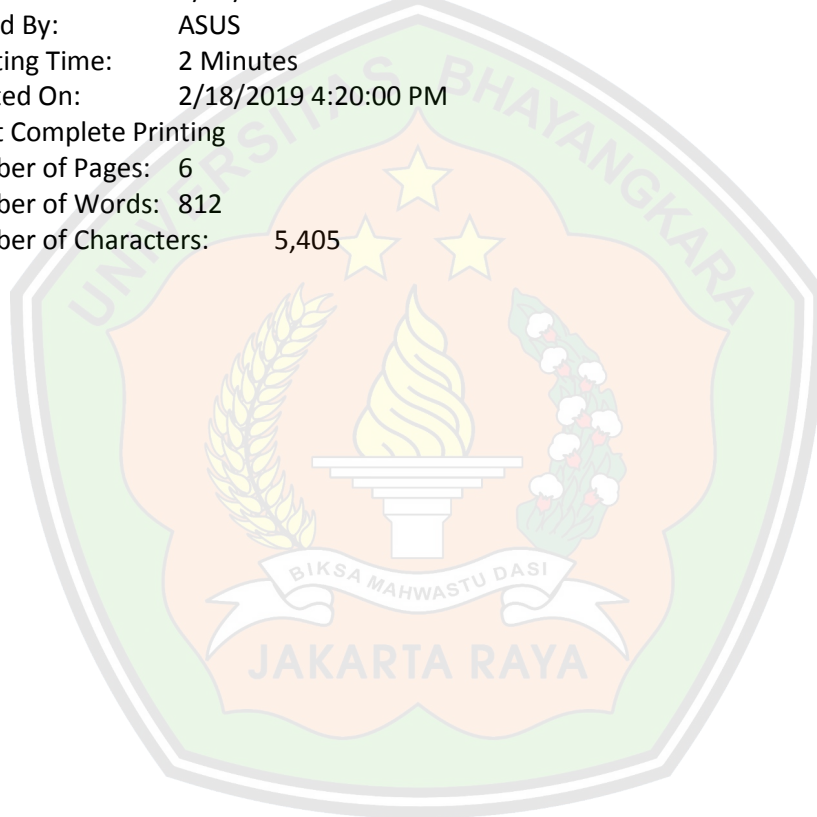 d By: ASUS
ting Time: 2 Minutes
ted On: 2/18/2019 4:20:00 PM
t Complete Printing
ber of Pages: 6
ber of Words: 812
ber of Characters: 5,405
UNIVERSITAS BHAYANGKARA
BIKSA MAHWASTU DASI
JAKARTA RAYA